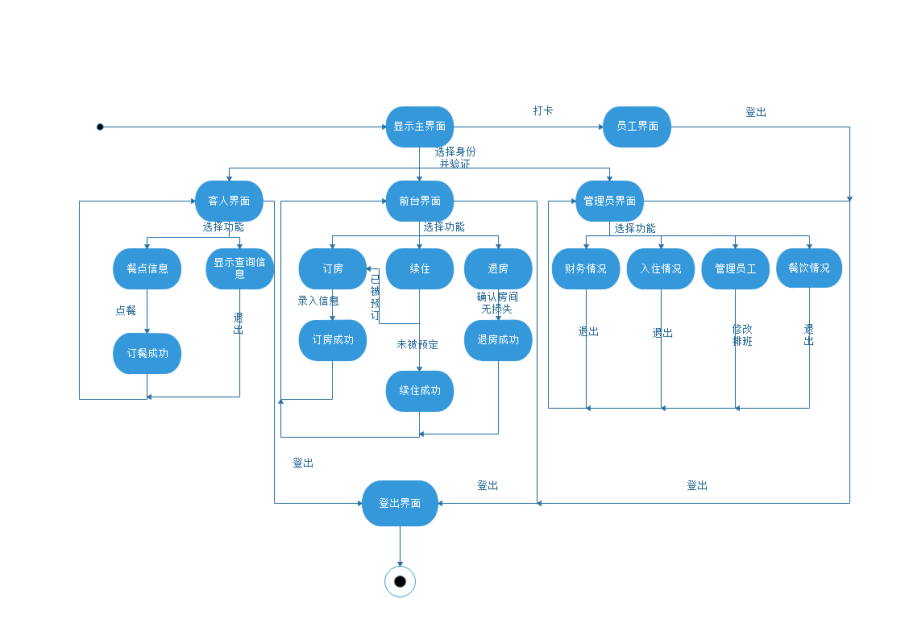 打卡
登出
显示主界面
员工界面
选择身份
并验证
客人界面
前台界面
管理员界面
选择功能
选择功能
选择功能
餐点信息
显示查询信
息
订房
续住
退房
财务情况
入住情况
管理员工
餐饮情况
点餐
退
出
录入信息
已
被
预
订
确认房间
无损失
退出
退出
修改
排班
退
出
订餐成功
订房成功
未被预定
退房成功
续住成功
登出
登出
登出
登出界面